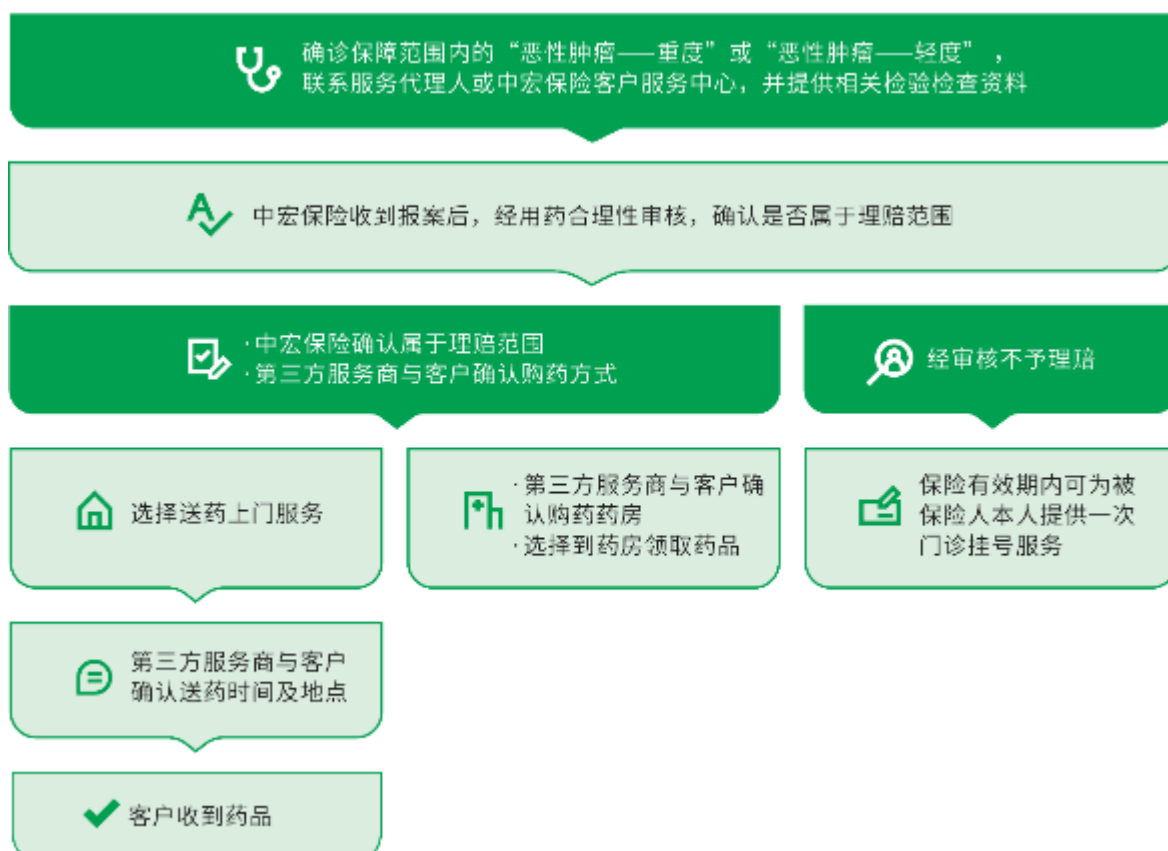 确诊保障范围内的“恶性肿瘤——重度”或“恶性肿瘤——轻度”，
联系服务代理人或中宏保险客户服务中心，并提供相关检验检查资料
中宏保险收到报案后，经用药合理性审核，确认是否属于理赔范围
·中宏保险确认属于理赔范围
·第三方服务商与客户确认购药方式
经审核不予理赔
选择送药上门服务
·第三方服务商与客户确
认购药药房
·选择到药房领取药品
保险有效期内可为被
保险人本人提供一次
门诊挂号服务
第三方服务商与客户
确认送药时间及地点
客户收到药品